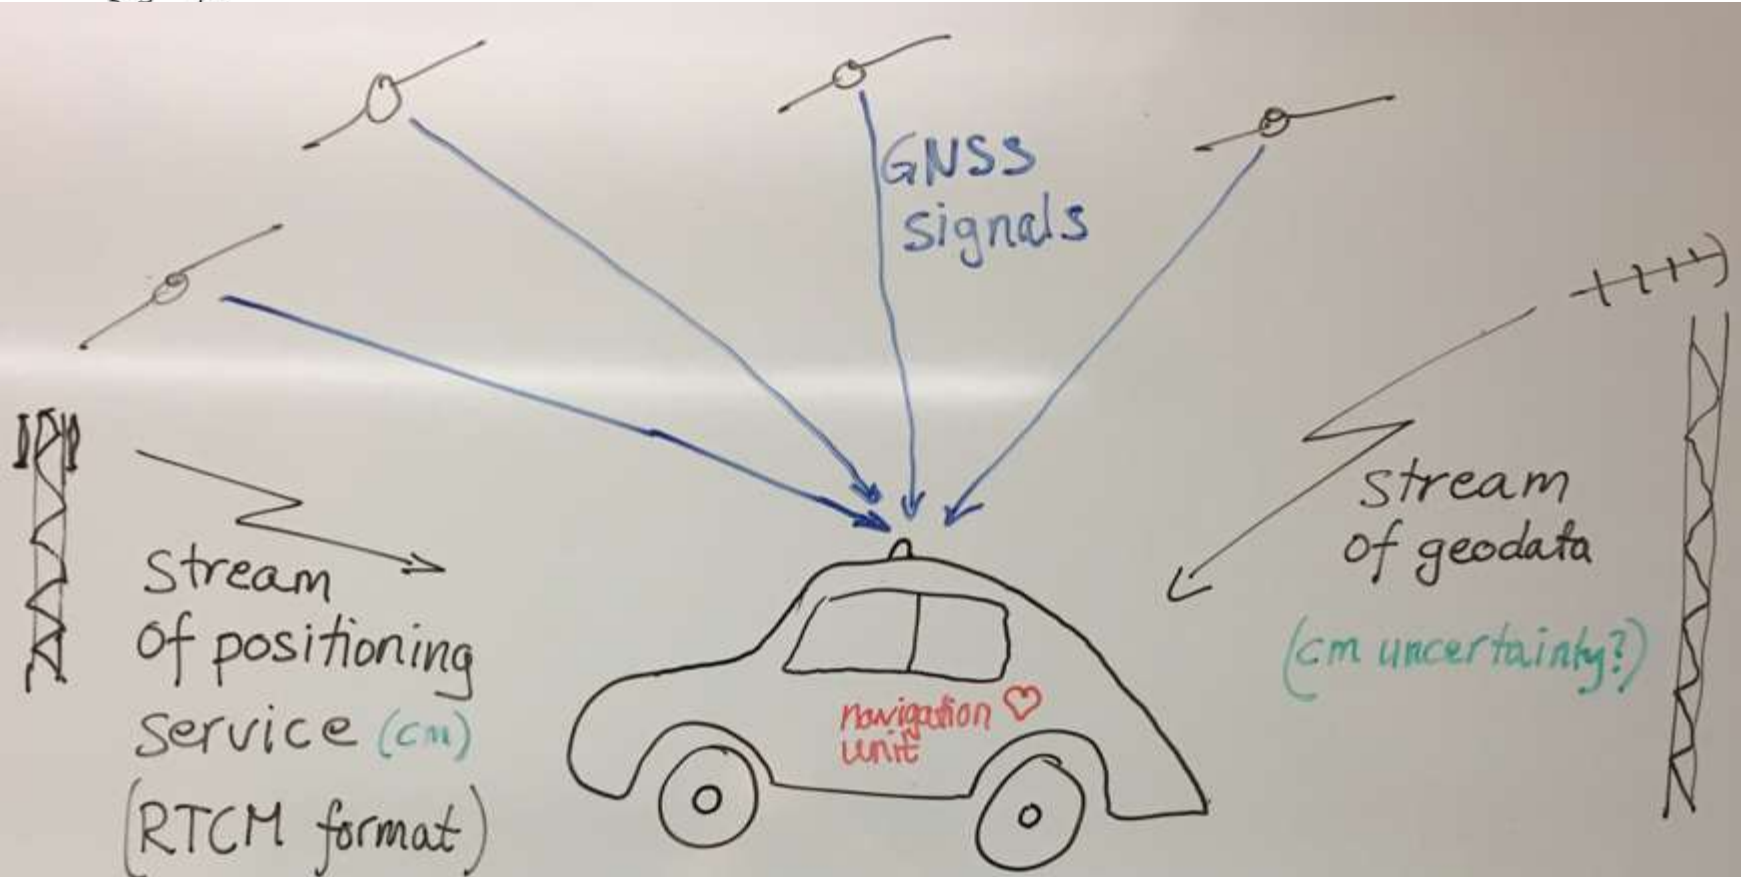 GNSS
signals
Stream
of positioning
service (cm)
(RTCM format)
navigation
unit
stream
of geodata
(cm uncertainty?)